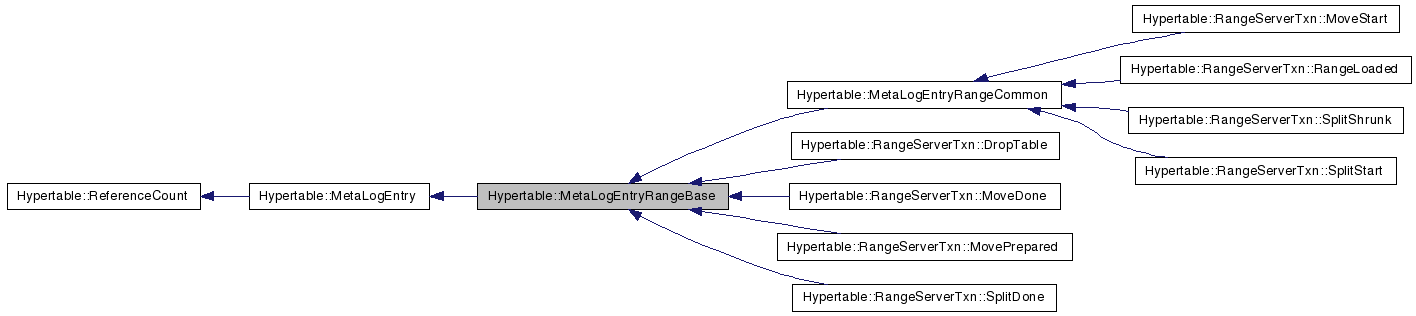 Hypertable::RangeServerTxn::MoveStart
Hypertable::RangeServerTxn::RangeLoaded
Hypertable::MetaLogEntryRangeCommon
Hypertable::RangeServerTxn::SplitShrunk
Hypertable::RangeServerTxn::DropTable
Hypertable::RangeServerTxn::SplitStart
Hypertable::ReferenceCount
Hypertable::MetaLogEntry
Hypertable::MetaLogEntryRangeBase
Hypertable::RangeServerTxn::MoveDone
Hypertable::RangeServerTxn::MovePrepared
Hypertable::RangeServerTxn::SplitDone